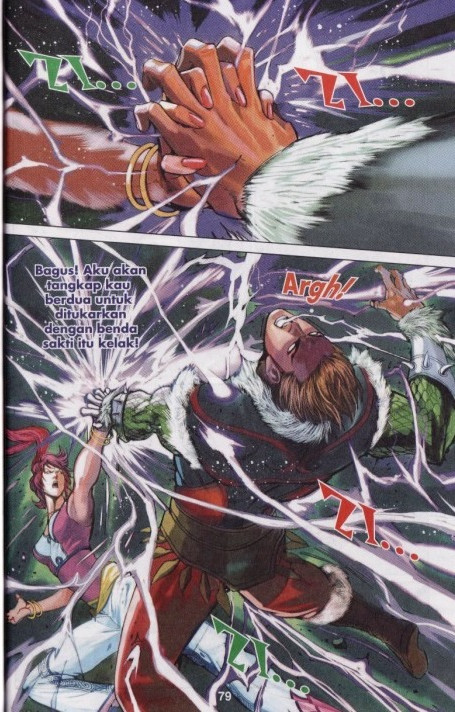 ZI...
ZI...
Bagus! Aku akan
tangkap kau
berdua untuk
ditukarkan
dengan benda
sakti itu kelak!
Argh!
ZI...
ZI...
79